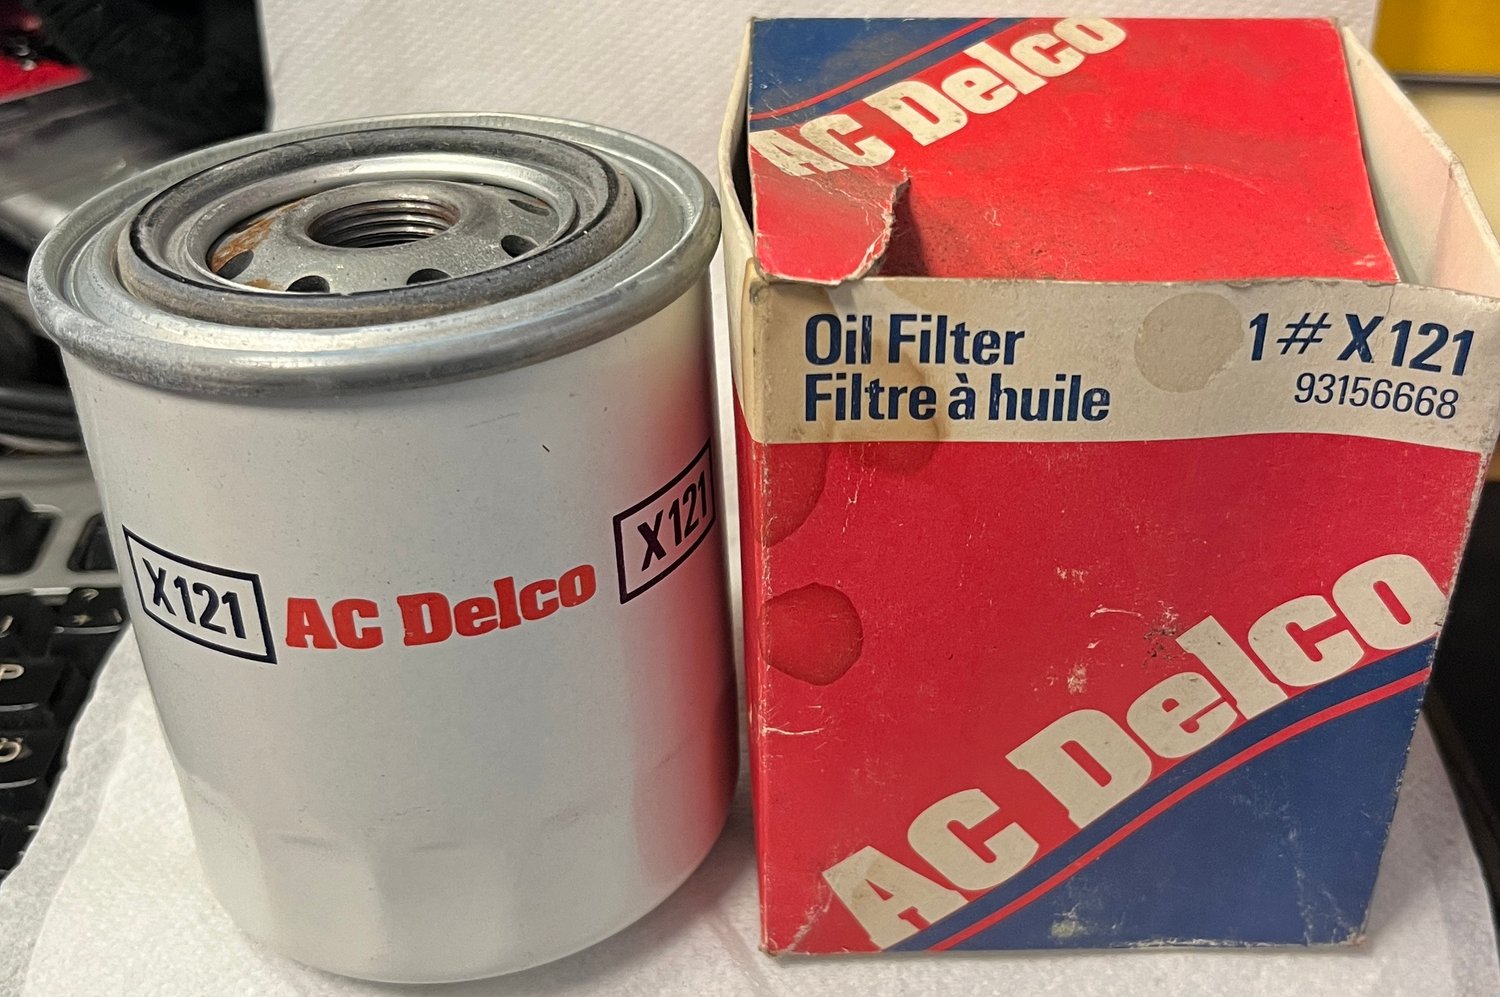 AC Delco
Oil Filter
Filtre à huile
1 # X121
93156668
AC Delco
X121
AC Delco
X121
P